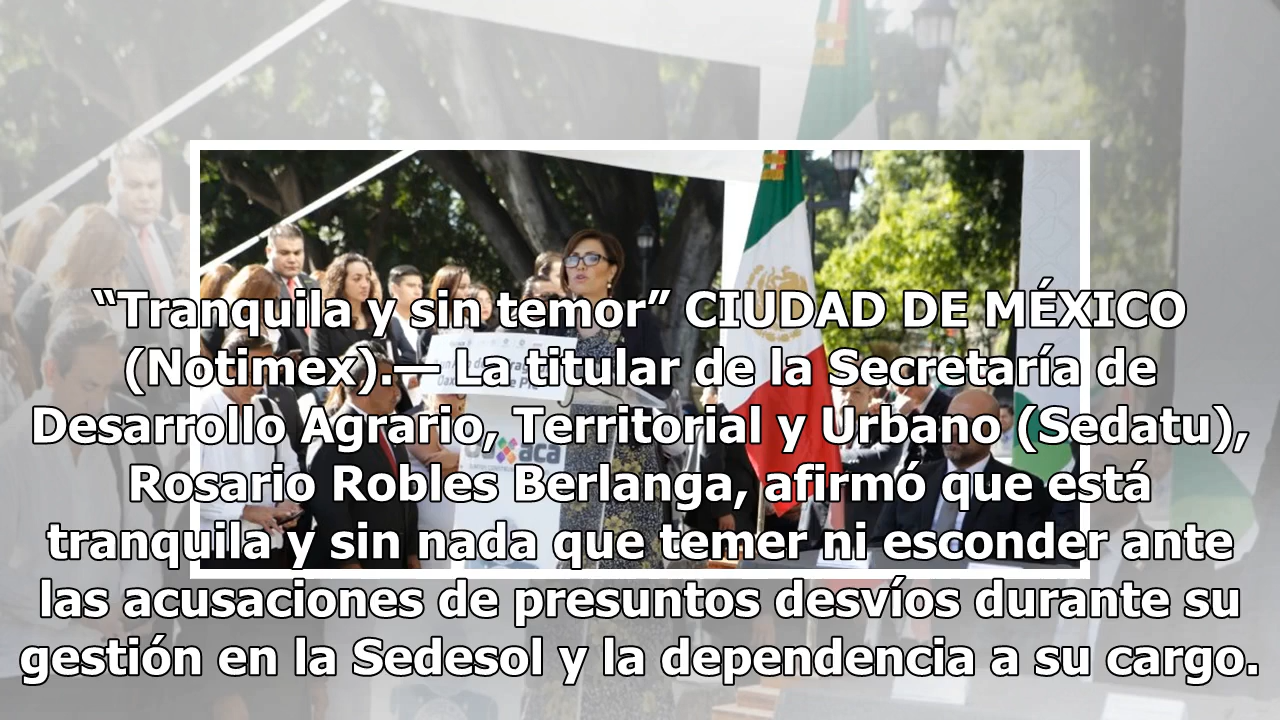 “Tranquila y sin temor” CIUDAD DE MÉXICO
(Notimex).— La titular de la Secretaría de
Desarrollo Agrario, Territorial y Urbano (Sedatu),
Rosario Robles Berlanga, afirmó que está
tranquila y sin nada que temer ni esconder ante
las acusaciones de presuntos desvíos durante su
gestión en la Sedesol y la dependencia a su cargo.